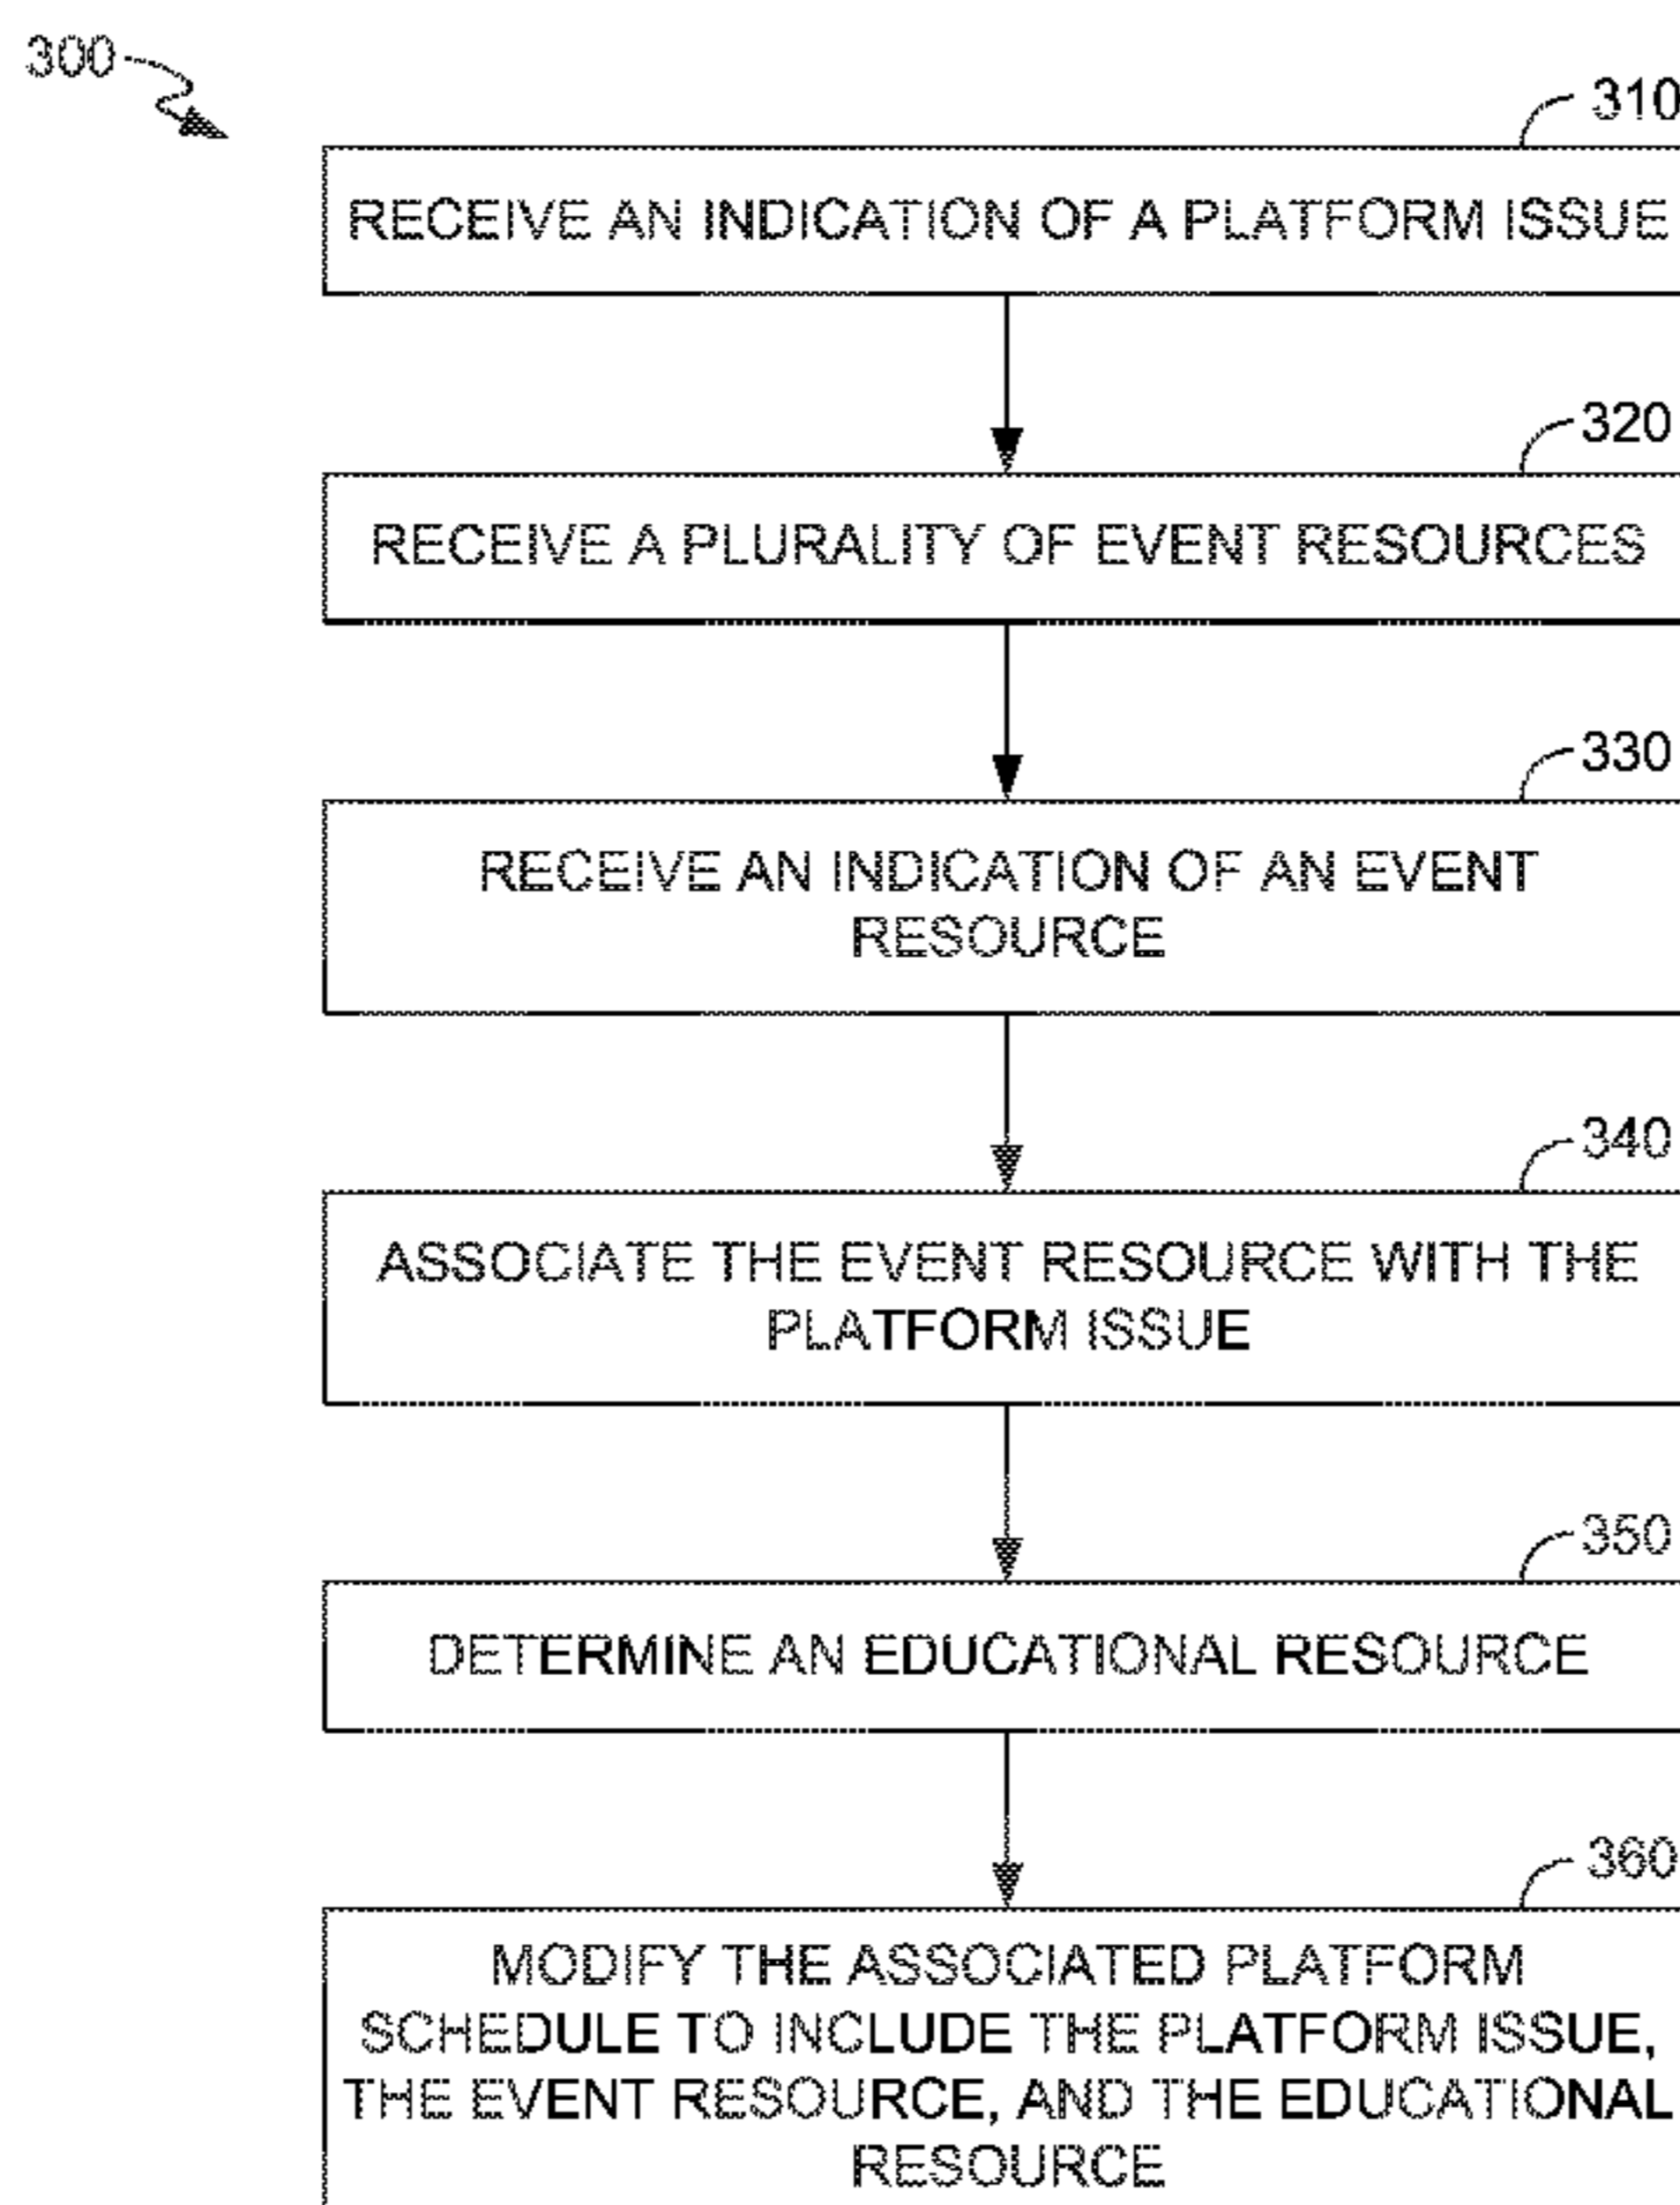 300
310
RECEIVE AN INDICATION OF A PLATFORM ISSUE
320
RECEIVE A PLURALITY OF EVENT RESOURCES
330
RECEIVE AN INDICATION OF AN EVENT
RESOURCE
340
ASSOCIATE THE EVENT RESOURCE WITH THE
PLATFORM ISSUE
350
DETERMINE AN EDUCATIONAL RESOURCE
360
MODIFY THE ASSOCIATED PLATFORM
SCHEDULE TO INCLUDE THE PLATFORM ISSUE,
THE EVENT RESOURCE, AND THE EDUCATIONAL
RESOURCE